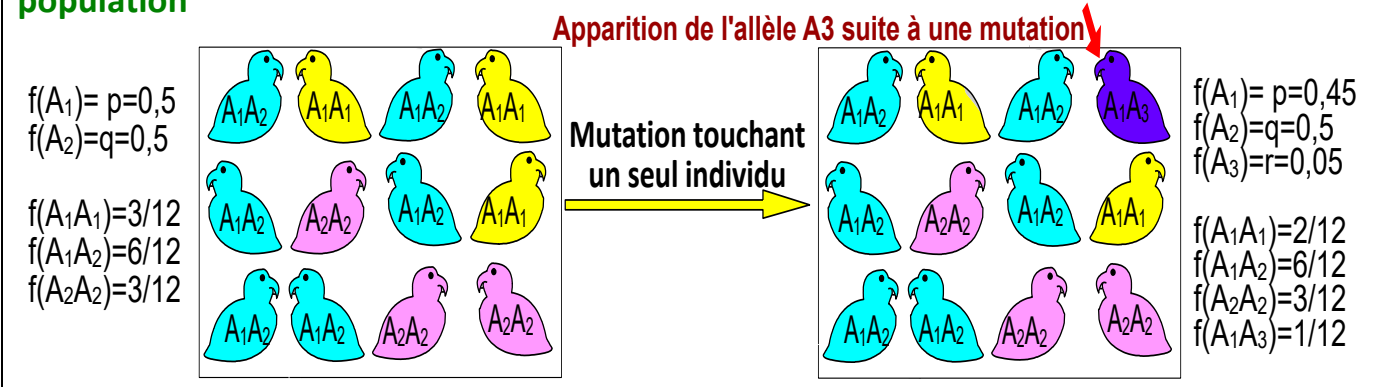 population
Apparition de l'allèle A3 suite à une mutation
f(A₁)= p=0,5
f(A₂)=q=0,5
f(A₁A₁)=3/12
f(A₁A₂)=6/12
f(A₂A₂)=3/12
A₁A₂ A₁A₁ A₁A₂ A₁A₁
A₁A₂ A₂A₂ A₁A₂ A₁A₁
A₁A₂ A₁A₂ A₂A₂ A₂A₂
Mutation touchant
un seul individu
A₁A₂ A₁A₁ A₁A₂ A₁A₃
A₁A₂ A₂A₂ A₁A₂ A₁A₁
A₁A₂ A₁A₂ A₂A₂ A₂A₂
f(A₁)= p=0,45
f(A₂)=q=0,5
f(A₃)=r=0,05
f(A₁A₁)=2/12
f(A₁A₂)=6/12
f(A₂A₂)=3/12
f(A₁A₃)=1/12